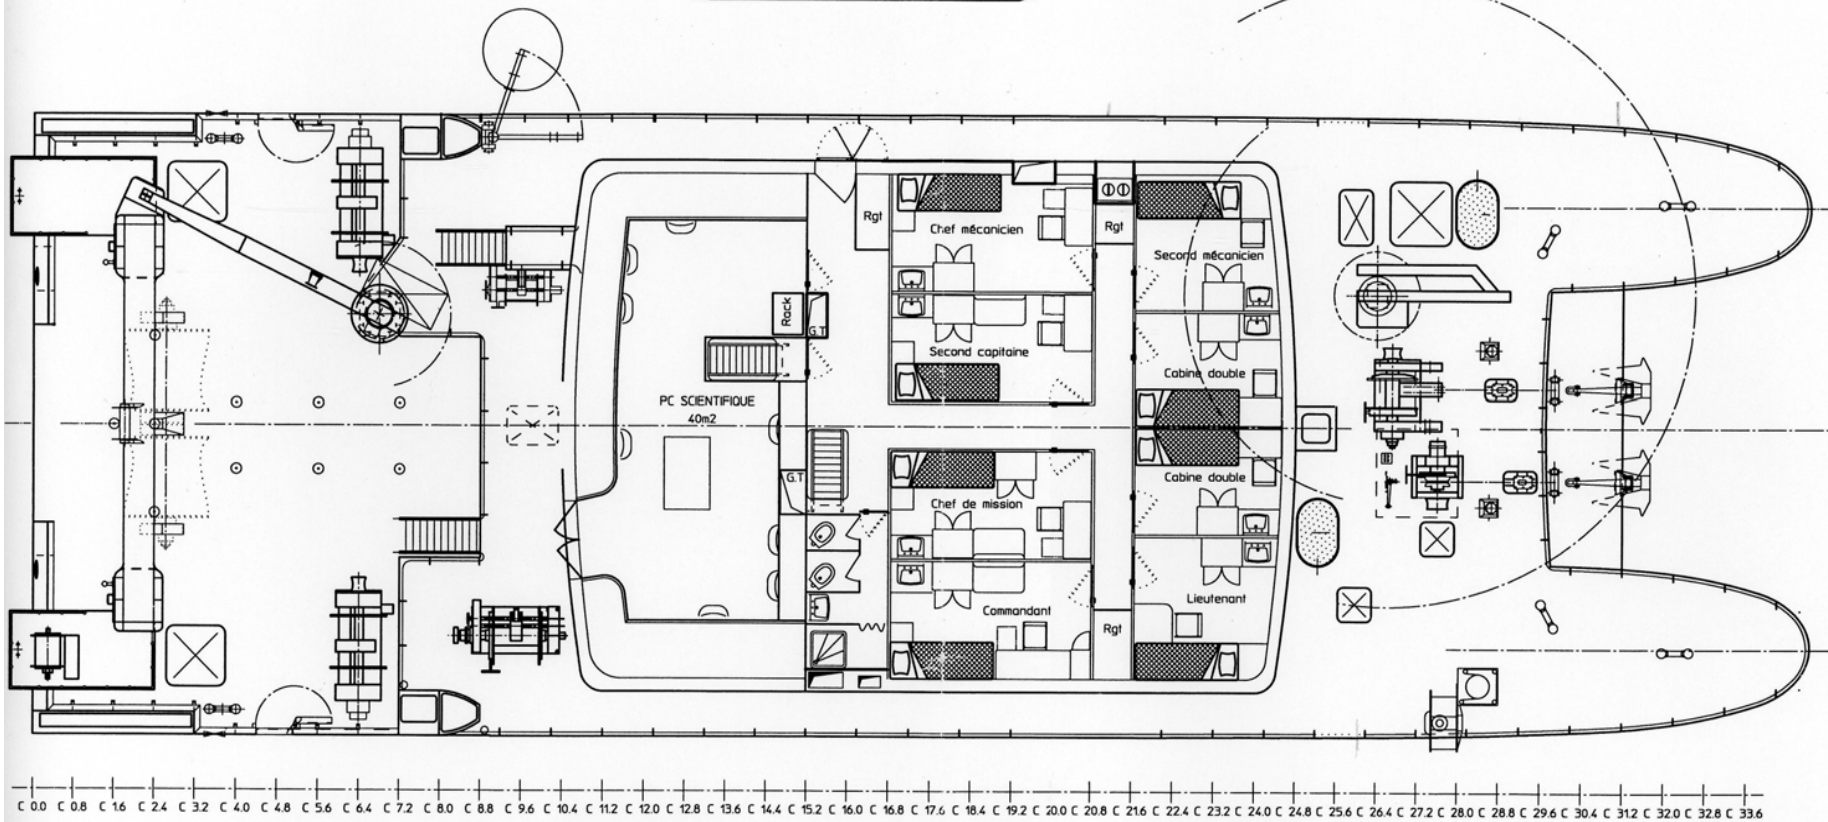 Rgt
Chef mécanicien
Rgt
Second mécanicien
Rack
G.T
Second capitaine
Cabine double
PC SCIENTIFIQUE
40m2
G.T
Chef de mission
Cabine double
Commandant
Lieutenant
Rgt
C 0.0 C 0.8 C 1.6 C 2.4 C 3.2 C 4.0 C 4.8 C 5.6 C 6.4 C 7.2 C 8.0 C 8.8 C 9.6 C 10.4 C 11.2 C 12.0 C 12.8 C 13.6 C 14.4 C 15.2 C 16.0 C 16.8 C 17.6 C 18.4 C 19.2 C 20.0 C 20.8 C 21.6 C 22.4 C 23.2 C 24.0 C 24.8 C 25.6 C 26.4 C 27.2 C 28.0 C 28.8 C 29.6 C 30.4 C 31.2 C 32.0 C 32.8 C 33.6